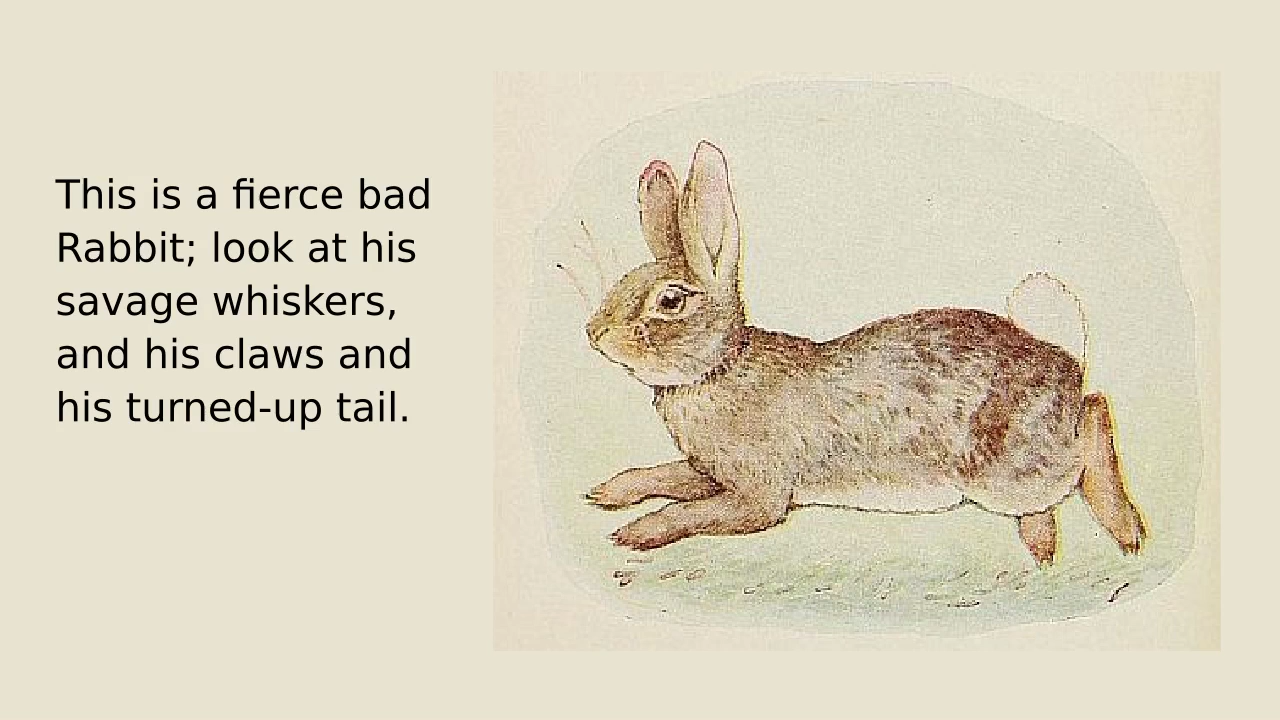 This is a fierce bad
Rabbit; look at his
savage whiskers,
and his claws and
his turned-up tail.